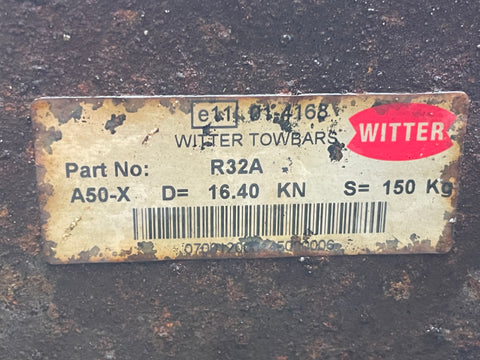 e11 01 4168
WITTER TOWBARS
WITTER
Part No: R32A
A50-X D= 16.40 KN S= 150 Kg